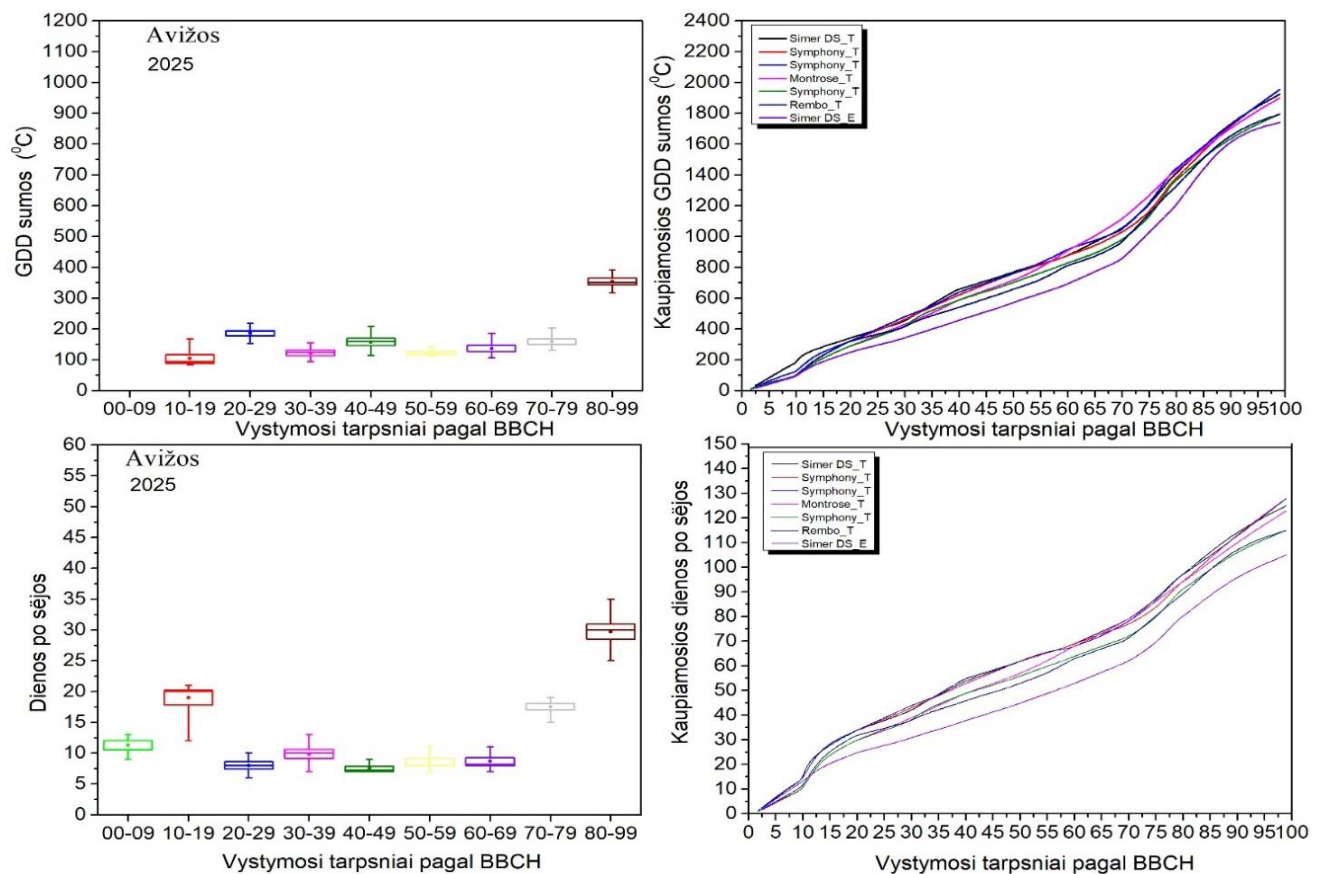 1200
1100
1000
900
800
700
600
500
400
300
200
100
0
GDD sumos (⁰C)
Avižos
2025
00-09 10-19 20-29 30-39 40-49 50-59 60-69 70-79 80-99
Vystymosi tarpsniai pagal BBCH
2400
2200
2000
1800
1600
1400
1200
1000
800
600
400
200
0
Kaupiamosios GDD sumos (⁰C)
Simer DS_T
Symphony_T
Symphony_T
Montrose_T
Symphony_T
Rembo_T
Simer DS_E
0 5 10 15 20 25 30 35 40 45 50 55 60 65 70 75 80 85 90 95 100
Vystymosi tarpsniai pagal BBCH
60
55
50
45
40
35
30
25
20
15
10
5
0
Dienos po sëjos
Avižos
2025
00-09 10-19 20-29 30-39 40-49 50-59 60-69 70-79 80-99
Vystymosi tarpsniai pagal BBCH
150
140
130
120
110
100
90
80
70
60
50
40
30
20
10
0
Kaupiamosios dienos po sëjos
Simer DS_T
Symphony_T
Symphony_T
Montrose_T
Symphony_T
Rembo_T
Simer DS_E
0 5 10 15 20 25 30 35 40 45 50 55 60 65 70 75 80 85 90 95 100
Vystymosi tarpsniai pagal BBCH